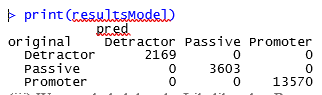 > print(resultsModel)
pred
original Detractor Passive Promoter
Detractor 2169 0 0
Passive 0 3603 0
Promoter 0 0 13570